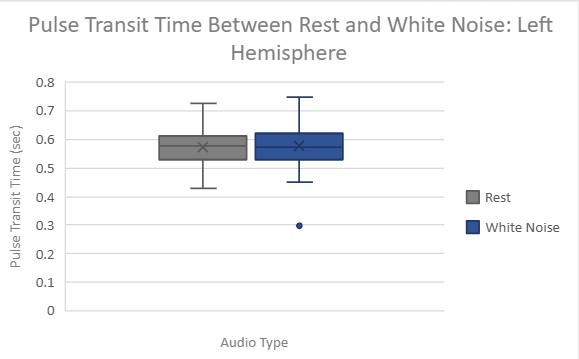 Pulse Transit Time Between Rest and White Noise: Left
Hemisphere
0.8
0.7
0.6
0.5
0.4
0.3
0.2
0.1
0
Pulse Transit Time (sec)
Audio Type
Rest
White Noise